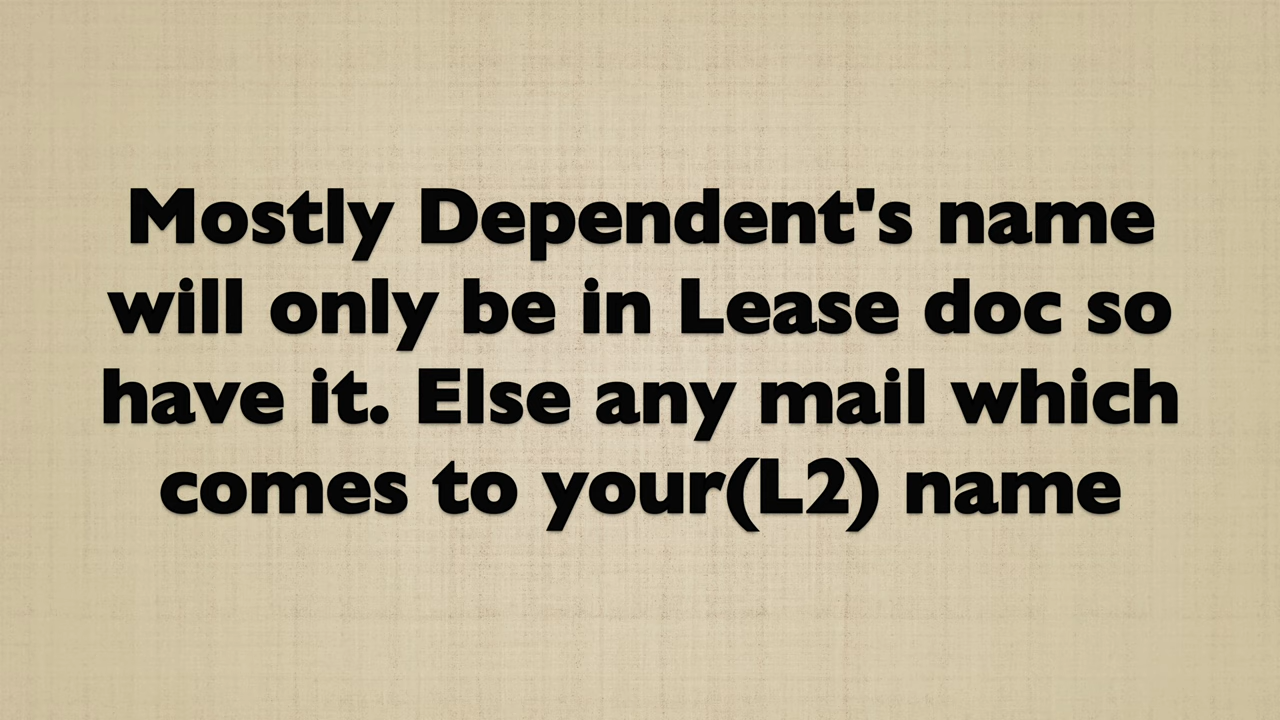 Mostly Dependent's name
will only be in Lease doc so
have it. Else any mail which
comes to your(L2) name